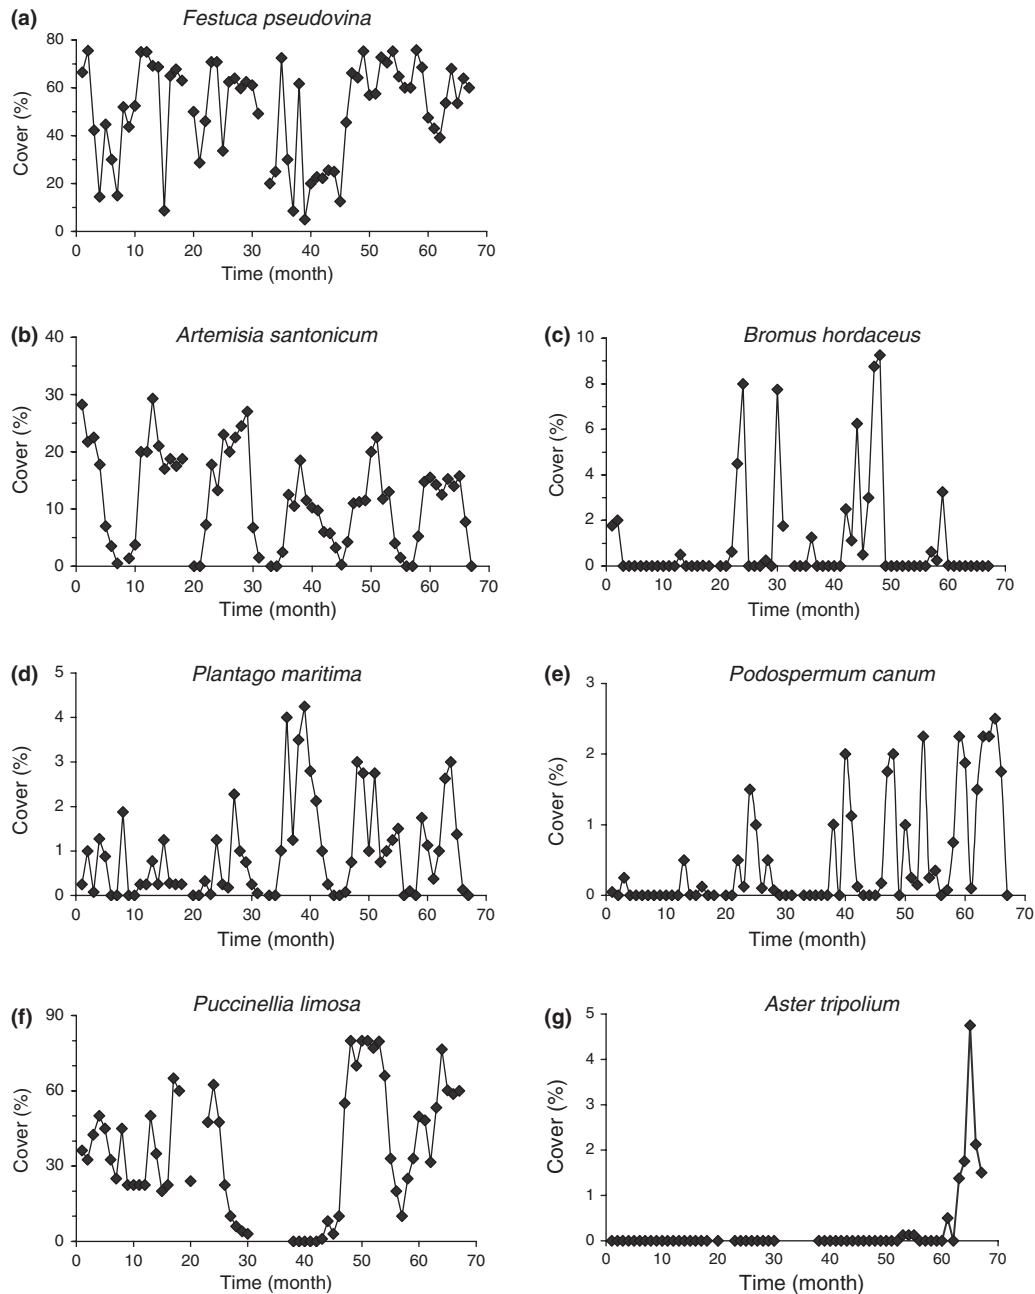 (a) Festuca pseudovina
80
60
40
20
0
Cover (%)
0 10 20 30 40 50 60 70
Time (month)
(b) Artemisia santonicum
40
30
20
10
0
Cover (%)
0 10 20 30 40 50 60 70
Time (month)
(c) Bromus hordaceus
10
8
6
4
2
0
Cover (%)
0 10 20 30 40 50 60 70
Time (month)
(d) Plantago maritima
5
4
3
2
1
0
Cover (%)
0 10 20 30 40 50 60 70
Time (month)
(e) Podospermum canum
3
2
1
0
Cover (%)
0 10 20 30 40 50 60 70
Time (month)
(f) Puccinellia limosa
90
60
30
0
Cover (%)
0 10 20 30 40 50 60 70
Time (month)
(g) Aster tripolium
5
4
3
2
1
0
Cover (%)
0 10 20 30 40 50 60 70
Time (month)